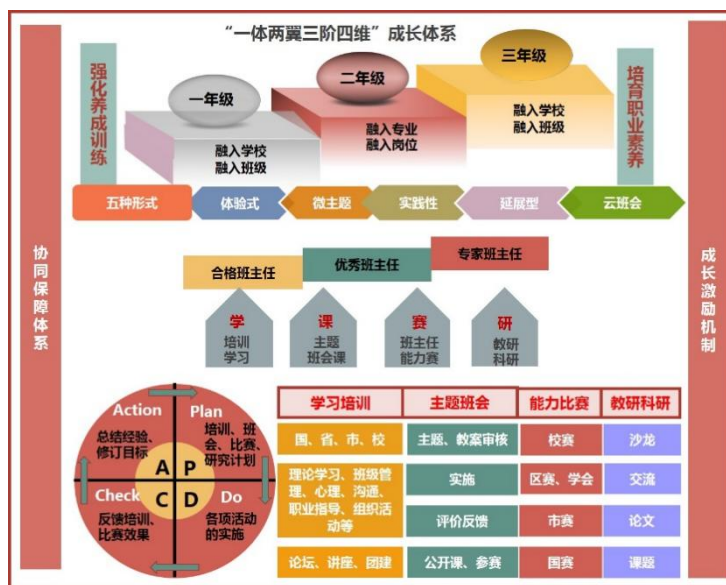 “一体两翼三阶四维”成长体系
协同保障体系
成长激励机制
强化养成训练
培育职业素养
一年级
融入学校
融入班级
二年级
融入专业
融入岗位
三年级
融入学校
融入班级
五种形式
体验式
微主题
实践性
延展型
云班会
合格班主任
优秀班主任
专家班主任
学
培训
学习
课
主题
班会课
赛
班主任
能力赛
研
教研
科研
Action
总结经验、
修订目标
Plan
培训、班
会、比赛、
研究计划
A
P
C
D
Check
反馈培训、
比赛效果
Do
各项活动
的实施
学习培训
主题班会
能力比赛
教研科研
国、省、市、校
主题、教案审核
校赛
沙龙
理论学习、班级管
理、心理、沟通、
职业指导、组织活
动等
实施
区赛、学会
交流
评价反馈
市赛
论文
论坛、讲座、团建
公开课、参赛
国赛
课题